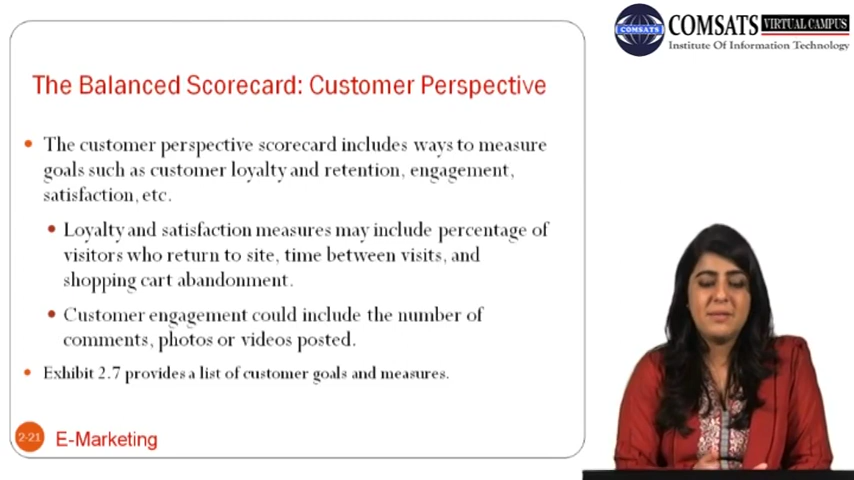 COMSATS VIRTUAL CAMPUS
COMSATS
Institute Of Information Technology
The Balanced Scorecard: Customer Perspective
• The customer perspective scorecard includes ways to measure
goals such as customer loyalty and retention, engagement,
satisfaction, etc.
• Loyalty and satisfaction measures may include percentage of
visitors who return to site, time between visits, and
shopping cart abandonment.
• Customer engagement could include the number of
comments, photos or videos posted.
• Exhibit 2.7 provides a list of customer goals and measures.
2-21 E-Marketing